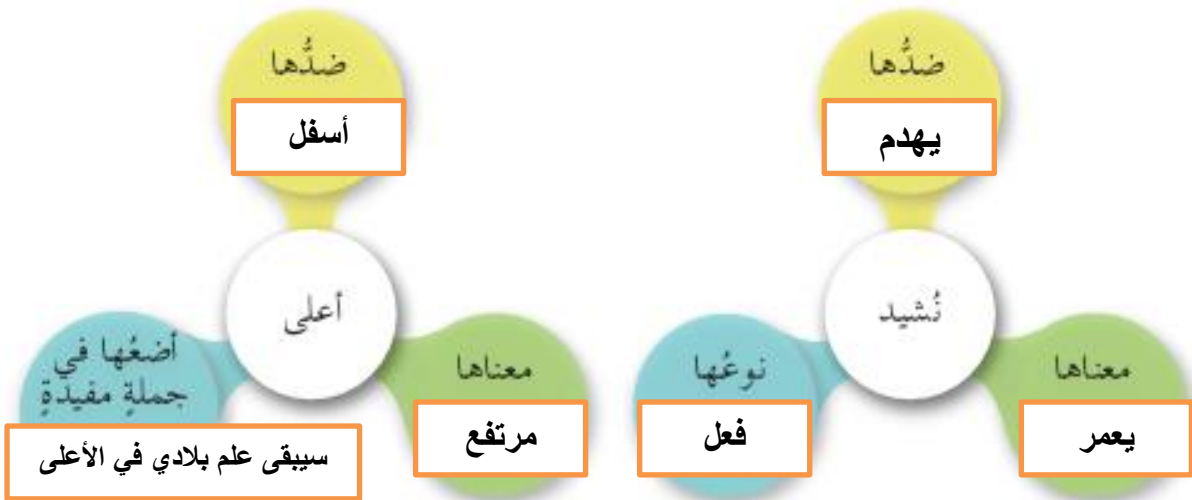 ضدُّها
يهدم
نُشيد
نوعُها
فعل
معناها
يعمر
ضدُّها
أسفل
أعلى
معناها
مرتفع
أضعُها في
جملةٍ مفيدةٍ
سيبقى علم بلادي في الأعلى